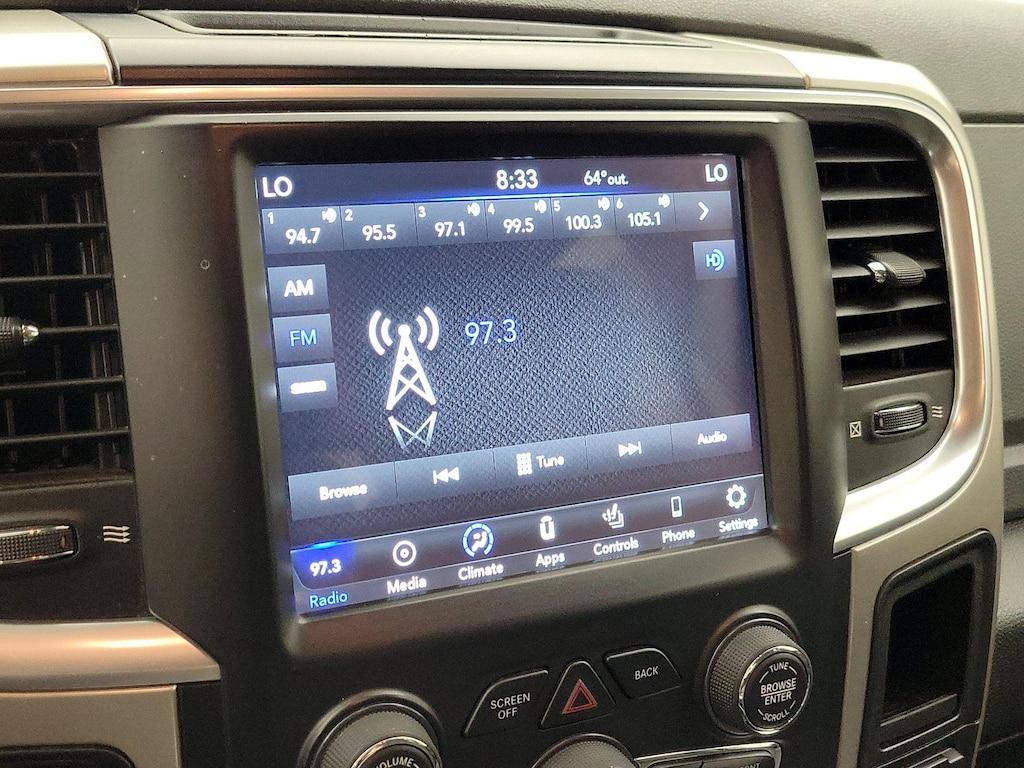 LO 8:33 64°out. LO
1 94.7 2 95.5 3 97.1 4 99.5 5 100.3 6 105.1
HD
AM
FM
97.3
Browse Tune Audio
97.3
Radio Media Climate Apps Controls Phone Settings
SCREEN OFF
BACK
TUNE
BROWSE
ENTER
SCROLL
VOLUME